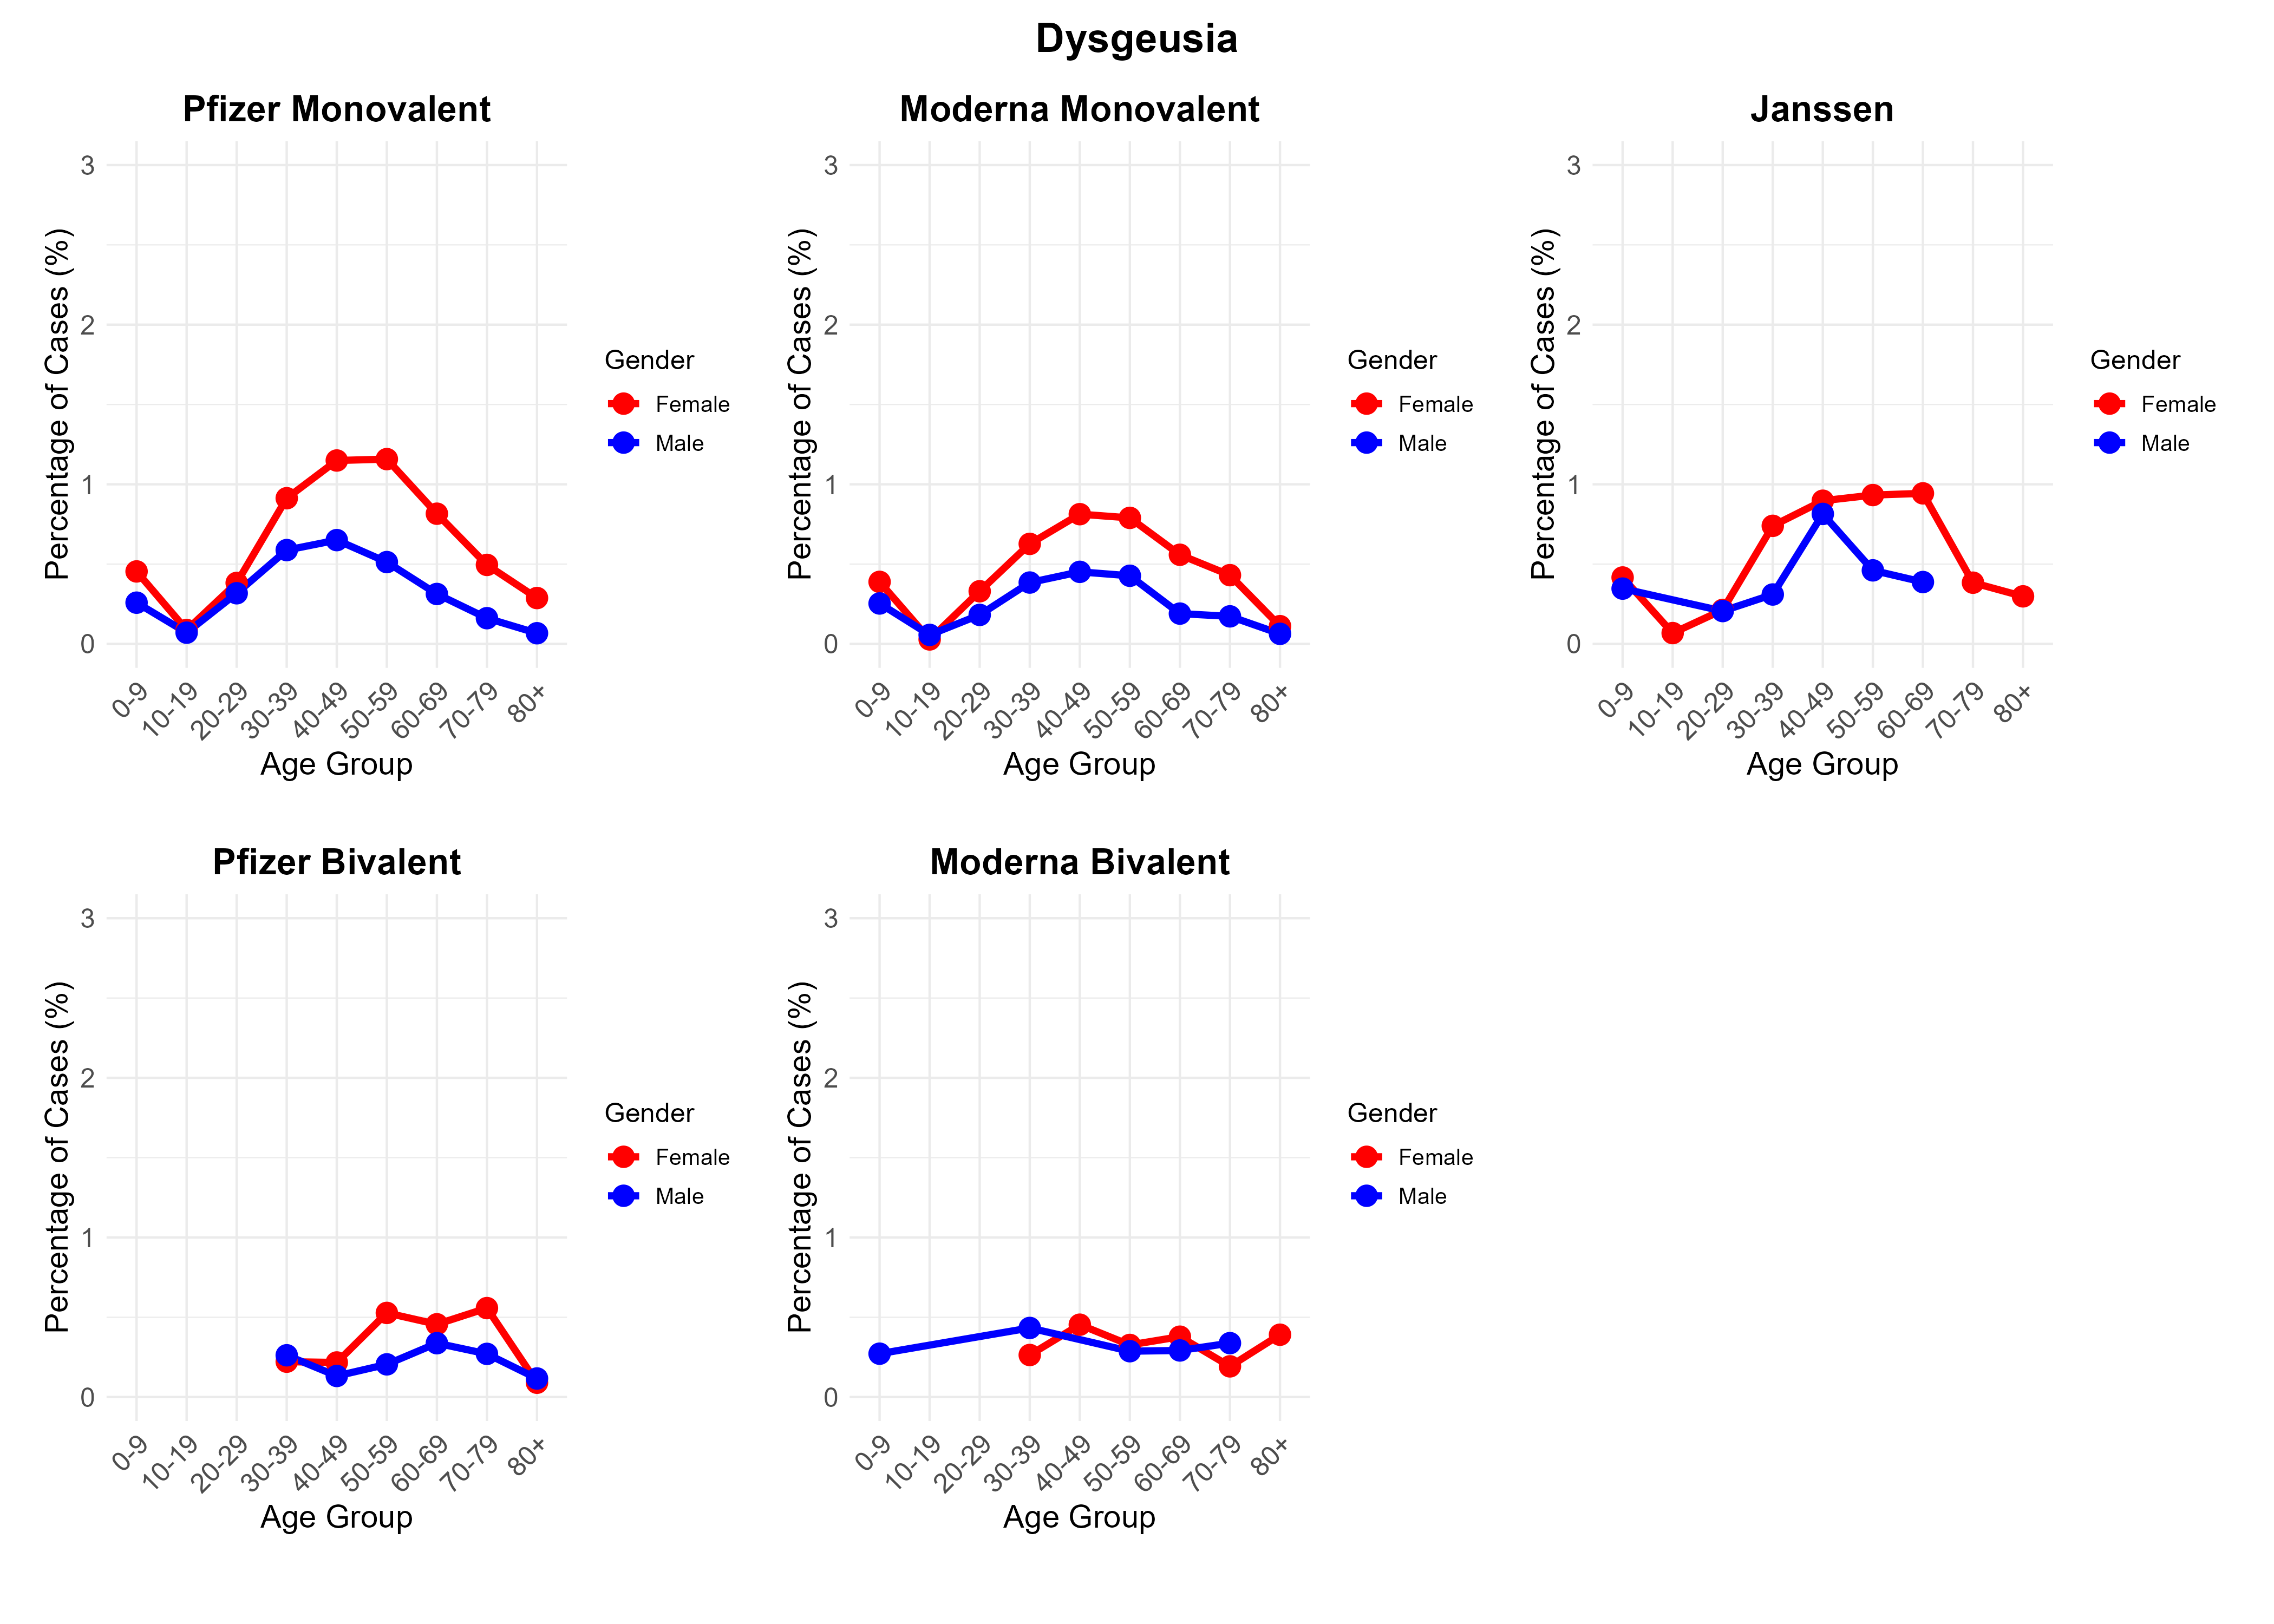 Dysgeusia
Pfizer Monovalent
Percentage of Cases (%)
3
2
1
0
0-9
10-19
20-29
30-39
40-49
50-59
60-69
70-79
80+
Age Group
Gender
Female
Male
Moderna Monovalent
Percentage of Cases (%)
3
2
1
0
0-9
10-19
20-29
30-39
40-49
50-59
60-69
70-79
80+
Age Group
Gender
Female
Male
Janssen
Percentage of Cases (%)
3
2
1
0
0-9
10-19
20-29
30-39
40-49
50-59
60-69
70-79
80+
Age Group
Gender
Female
Male
Pfizer Bivalent
Percentage of Cases (%)
3
2
1
0
0-9
10-19
20-29
30-39
40-49
50-59
60-69
70-79
80+
Age Group
Gender
Female
Male
Moderna Bivalent
Percentage of Cases (%)
3
2
1
0
0-9
10-19
20-29
30-39
40-49
50-59
60-69
70-79
80+
Age Group
Gender
Female
Male